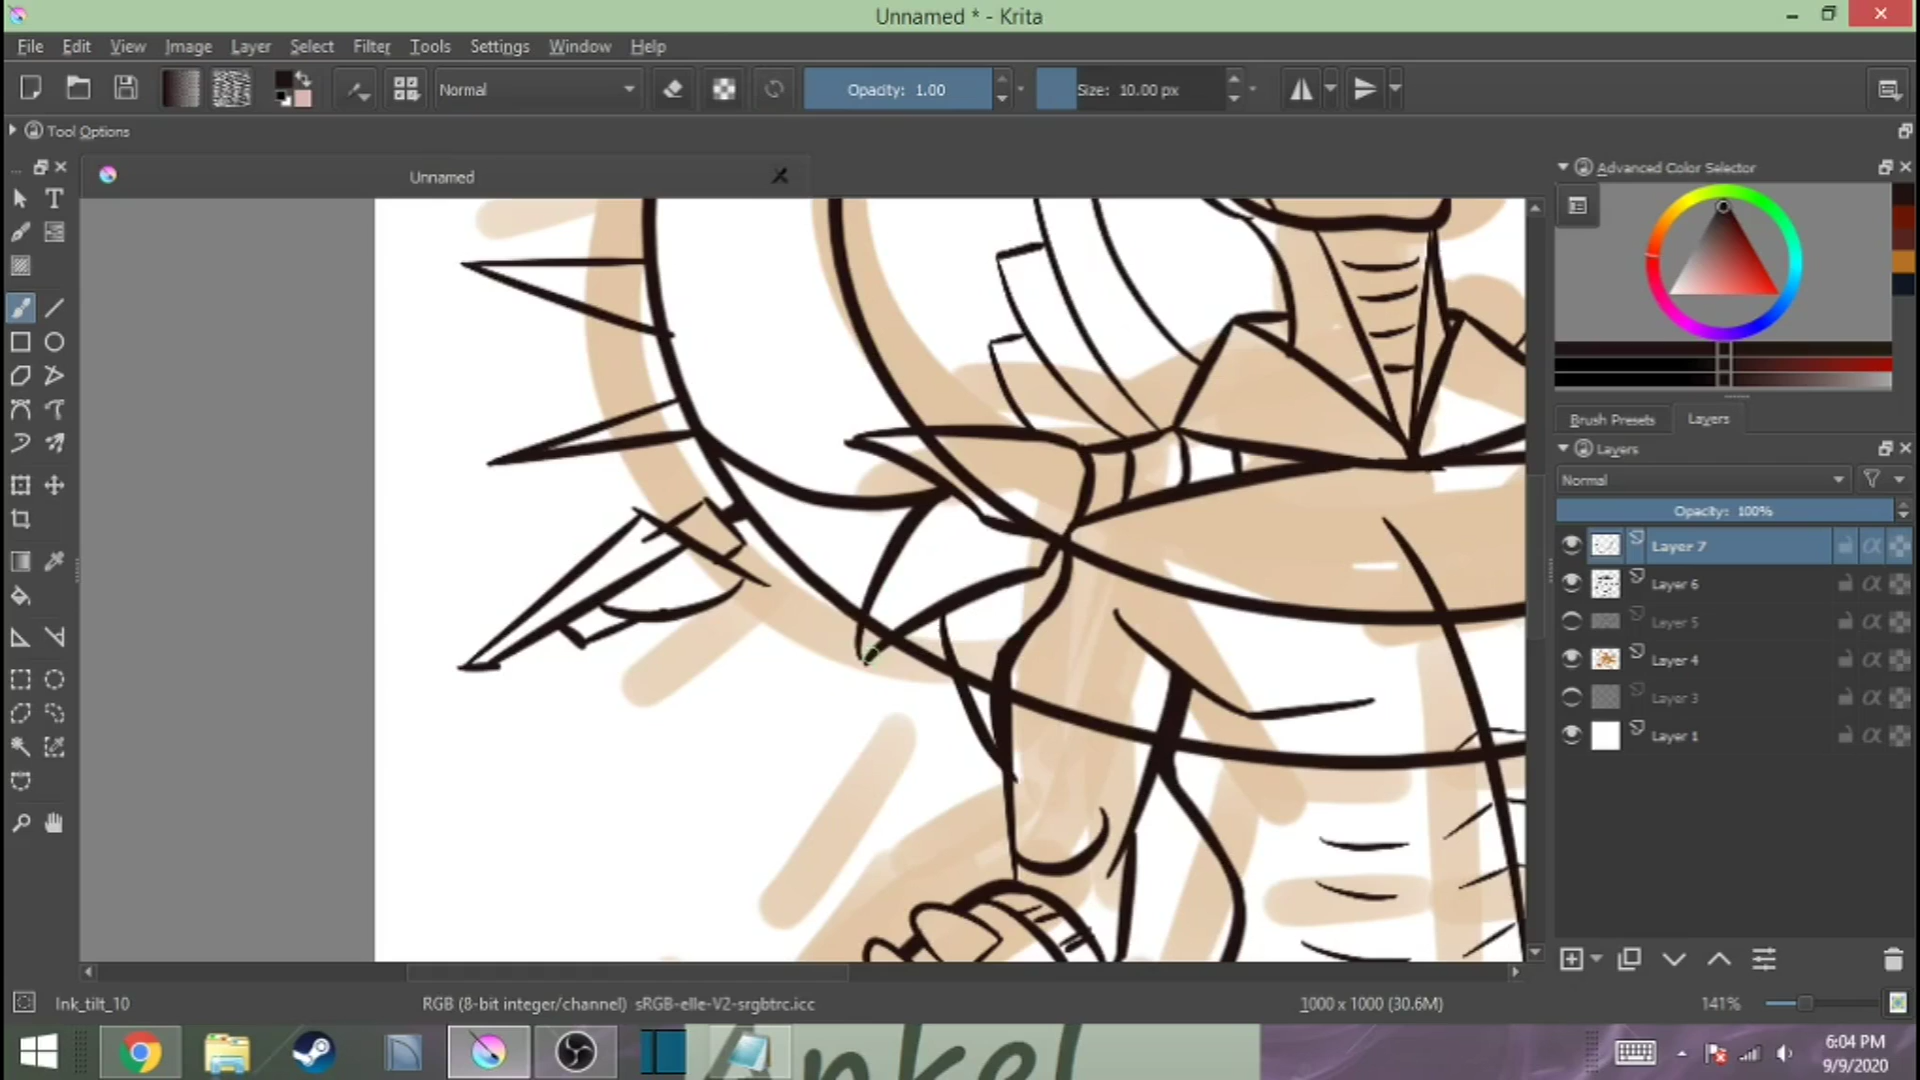 Unnamed * - Krita
File Edit View Image Layer Select Filter Tools Settings Window Help
Normal Opacity: 1.00 Size: 10.00 px
Tool Options
Unnamed
Advanced Color Selector
Brush Presets Layers
Layers
Normal
Opacity: 100%
Layer 7
Layer 6
Layer 5
Layer 4
Layer 3
Layer 1
Ink_tilt_10 RGB (8-bit integer/channel) sRGB-elle-V2-srgbtrc.icc 1000 x 1000 (30.6M) 141%
6:04 PM
9/9/2020